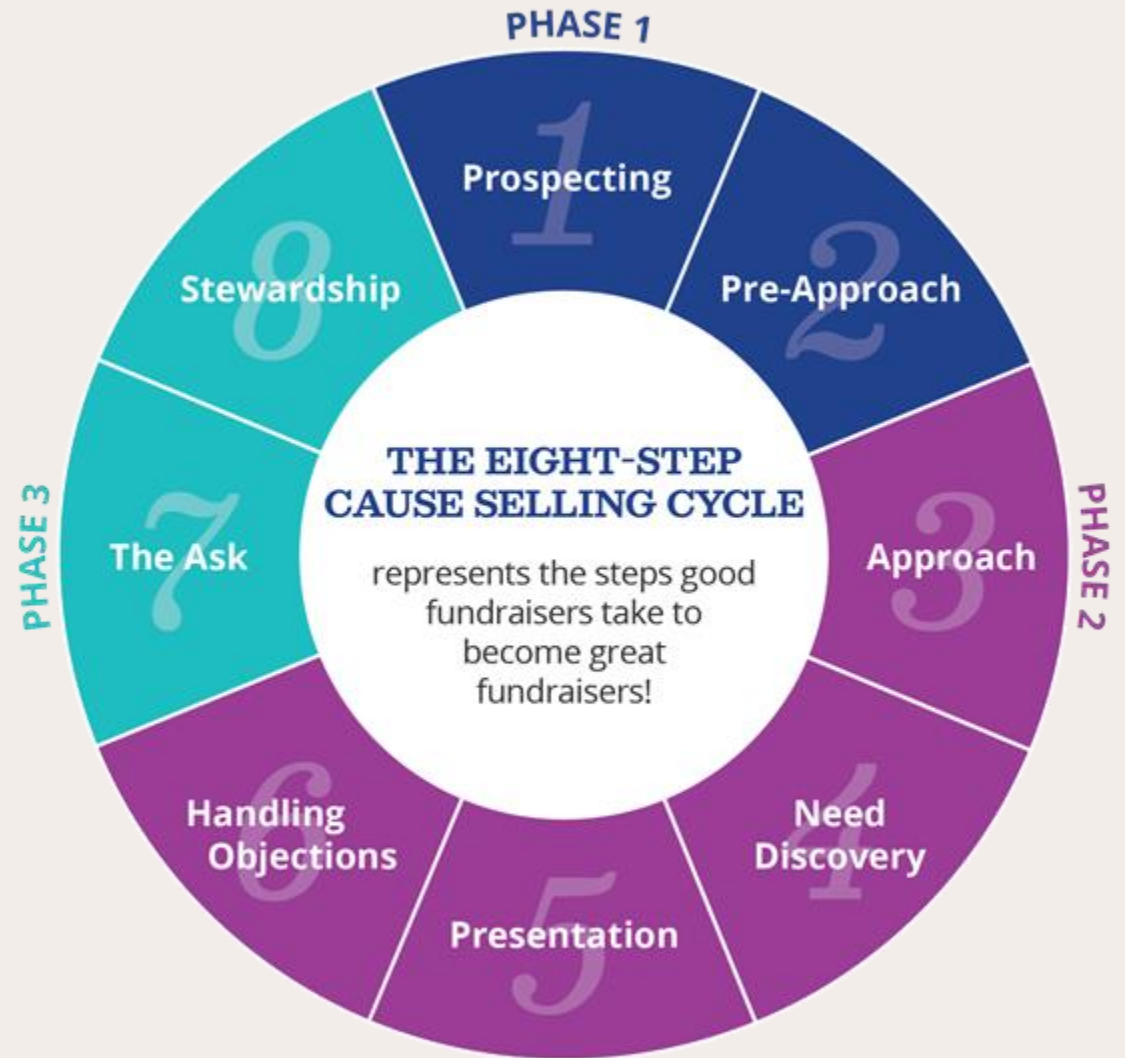 PHASE 1
1
Prospecting
2
Pre-Approach
PHASE 2
3
Approach
4
Need
Discovery
5
Presentation
6
Handling
Objections
PHASE 3
7
The Ask
8
Stewardship
THE EIGHT-STEP
CAUSE SELLING CYCLE
represents the steps good
fundraisers take to
become great
fundraisers!